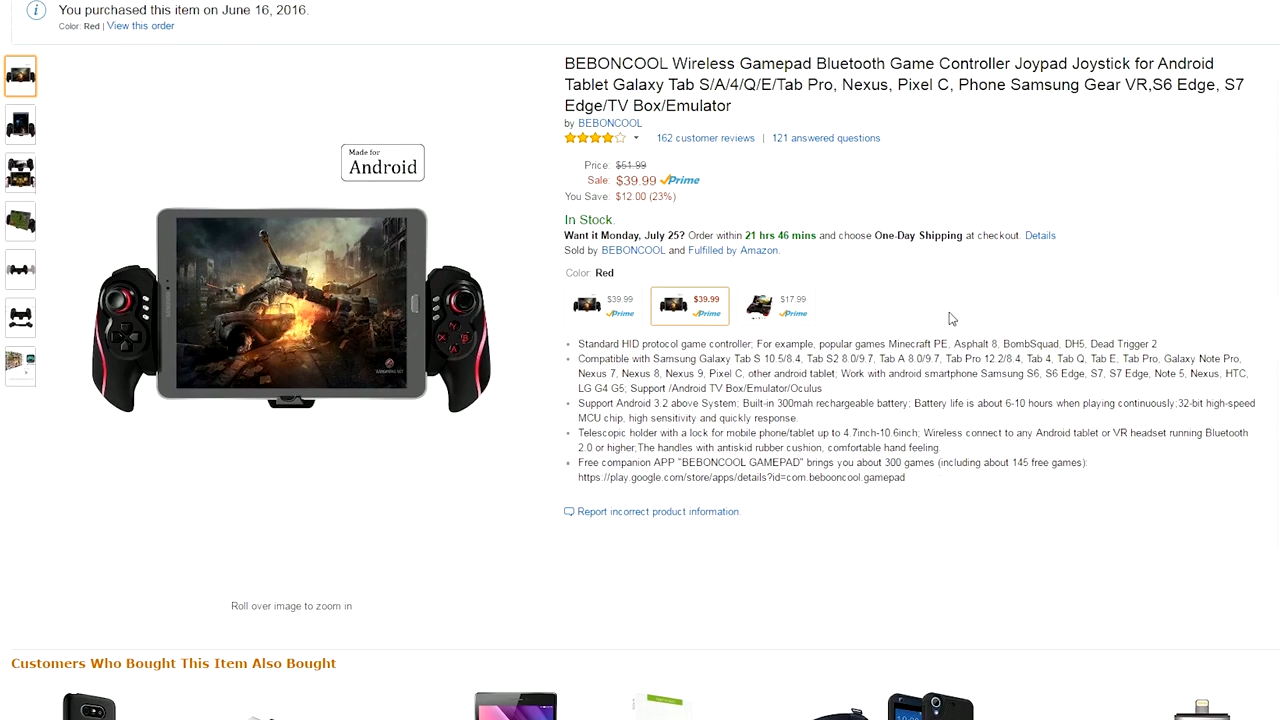 You purchased this item on June 16, 2016.
Color: Red | View this order
BEBONCOOL Wireless Gamepad Bluetooth Game Controller Joypad Joystick for Android
Tablet Galaxy Tab S/A/4/Q/E/Tab Pro, Nexus, Pixel C, Phone Samsung Gear VR,S6 Edge, S7
Edge/TV Box/Emulator
by BEBONCOOL
162 customer reviews | 121 answered questions
Made for
Android
Price: $51.99
Sale: $39.99 Prime
You Save: $12.00 (23%)
In Stock.
Want it Monday, July 25? Order within 21 hrs 46 mins and choose One-Day Shipping at checkout. Details
Sold by BEBONCOOL and Fulfilled by Amazon.
Color: Red
$39.99 $39.99 $17.99
Prime Prime Prime
Standard HID protocol game controller; For example, popular games Minecraft PE, Asphalt 8, BombSquad, DH5, Dead Trigger 2
Compatible with Samsung Galaxy Tab S 10.5/8.4, Tab S2 8.0/9.7, Tab A 8.0/9.7, Tab Pro 12.2/8.4, Tab 4, Tab Q, Tab E, Tab Pro, Galaxy Note Pro,
Nexus 7, Nexus 8, Nexus 9, Pixel C, other android tablet; Work with android smartphone Samsung S6, S6 Edge, S7, S7 Edge, Note 5, Nexus, HTC,
LG G4 G5; Support /Android TV Box/Emulator/Oculus
Support Android 3.2 above System; Built-in 300mah rechargeable battery; Battery life is about 6-10 hours when playing continuously;32-bit high-speed
MCU chip, high sensitivity and quickly response.
Telescopic holder with a lock for mobile phone/tablet up to 4.7inch-10.6inch; Wireless connect to any Android tablet or VR headset running Bluetooth
2.0 or higher;The handles with antiskid rubber cushion, comfortable hand feeling.
Free companion APP "BEBONCOOL GAMEPAD" brings you about 300 games (including about 145 free games):
https://play.google.com/store/apps/details?id=com.bebooncool.gamepad
Report incorrect product information.
Roll over image to zoom in
Customers Who Bought This Item Also Bought